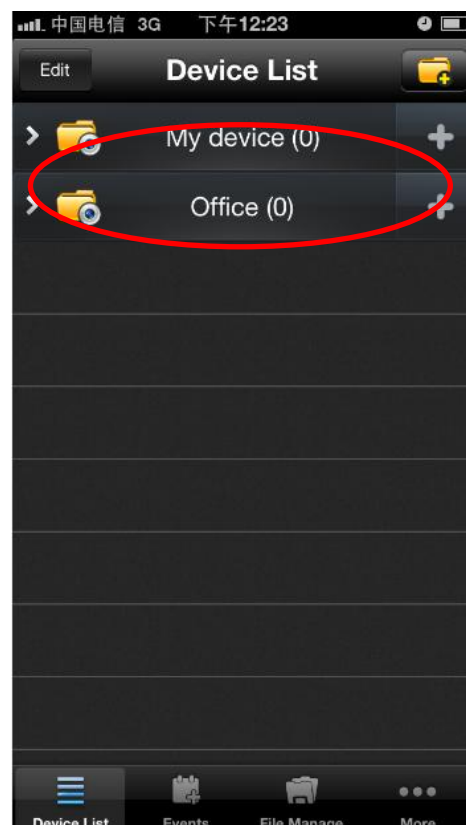 中国电信 3G 下午12:23
Edit Device List
My device (0)
Office (0)
Device List Events File Manage More